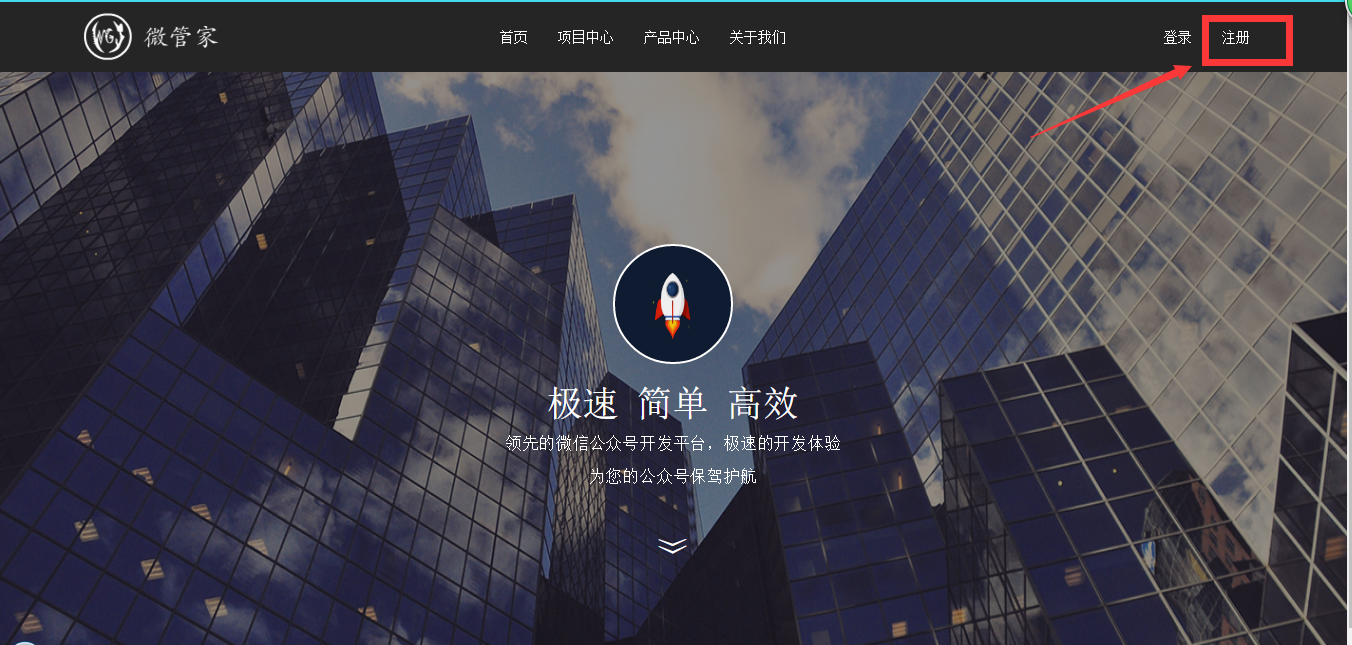 WG 微管家
首页 项目中心 产品中心 关于我们
登录 注册
极速 简单 高效
领先的微信公众号开发平台，极速的开发体验
为您的公众号保驾护航